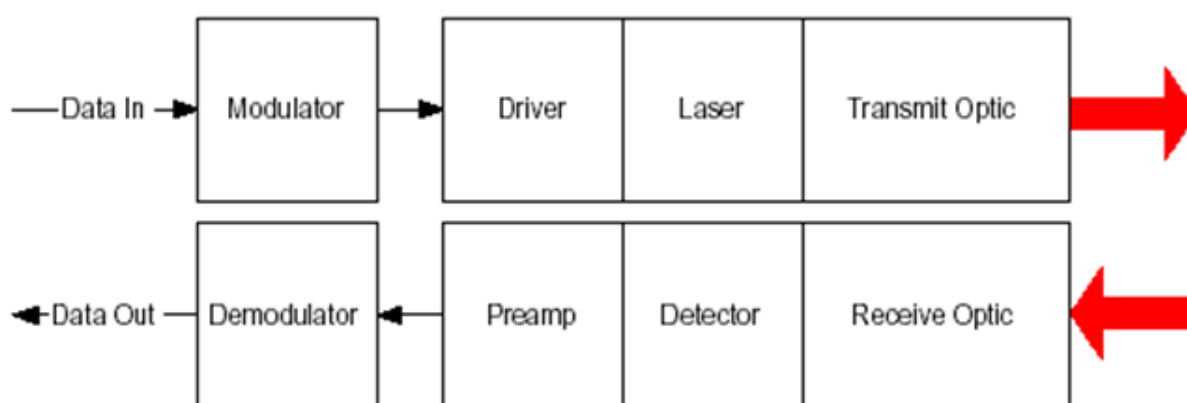 Data In Modulator Driver Laser Transmit Optic
Data Out Demodulator Preamp Detector Receive Optic